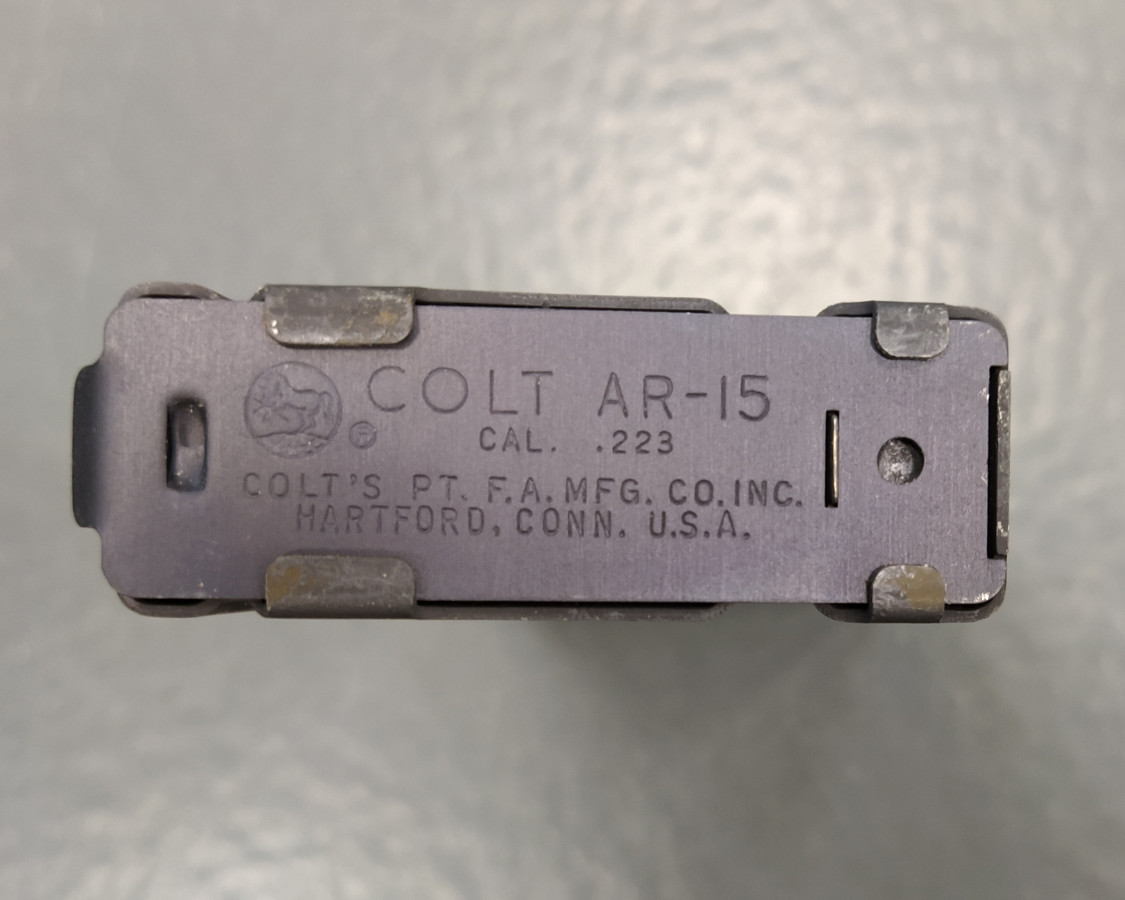 COLT AR-15
®
CAL. .223
COLT'S PT. F.A. MFG. CO. INC.
HARTFORD, CONN. U.S.A.